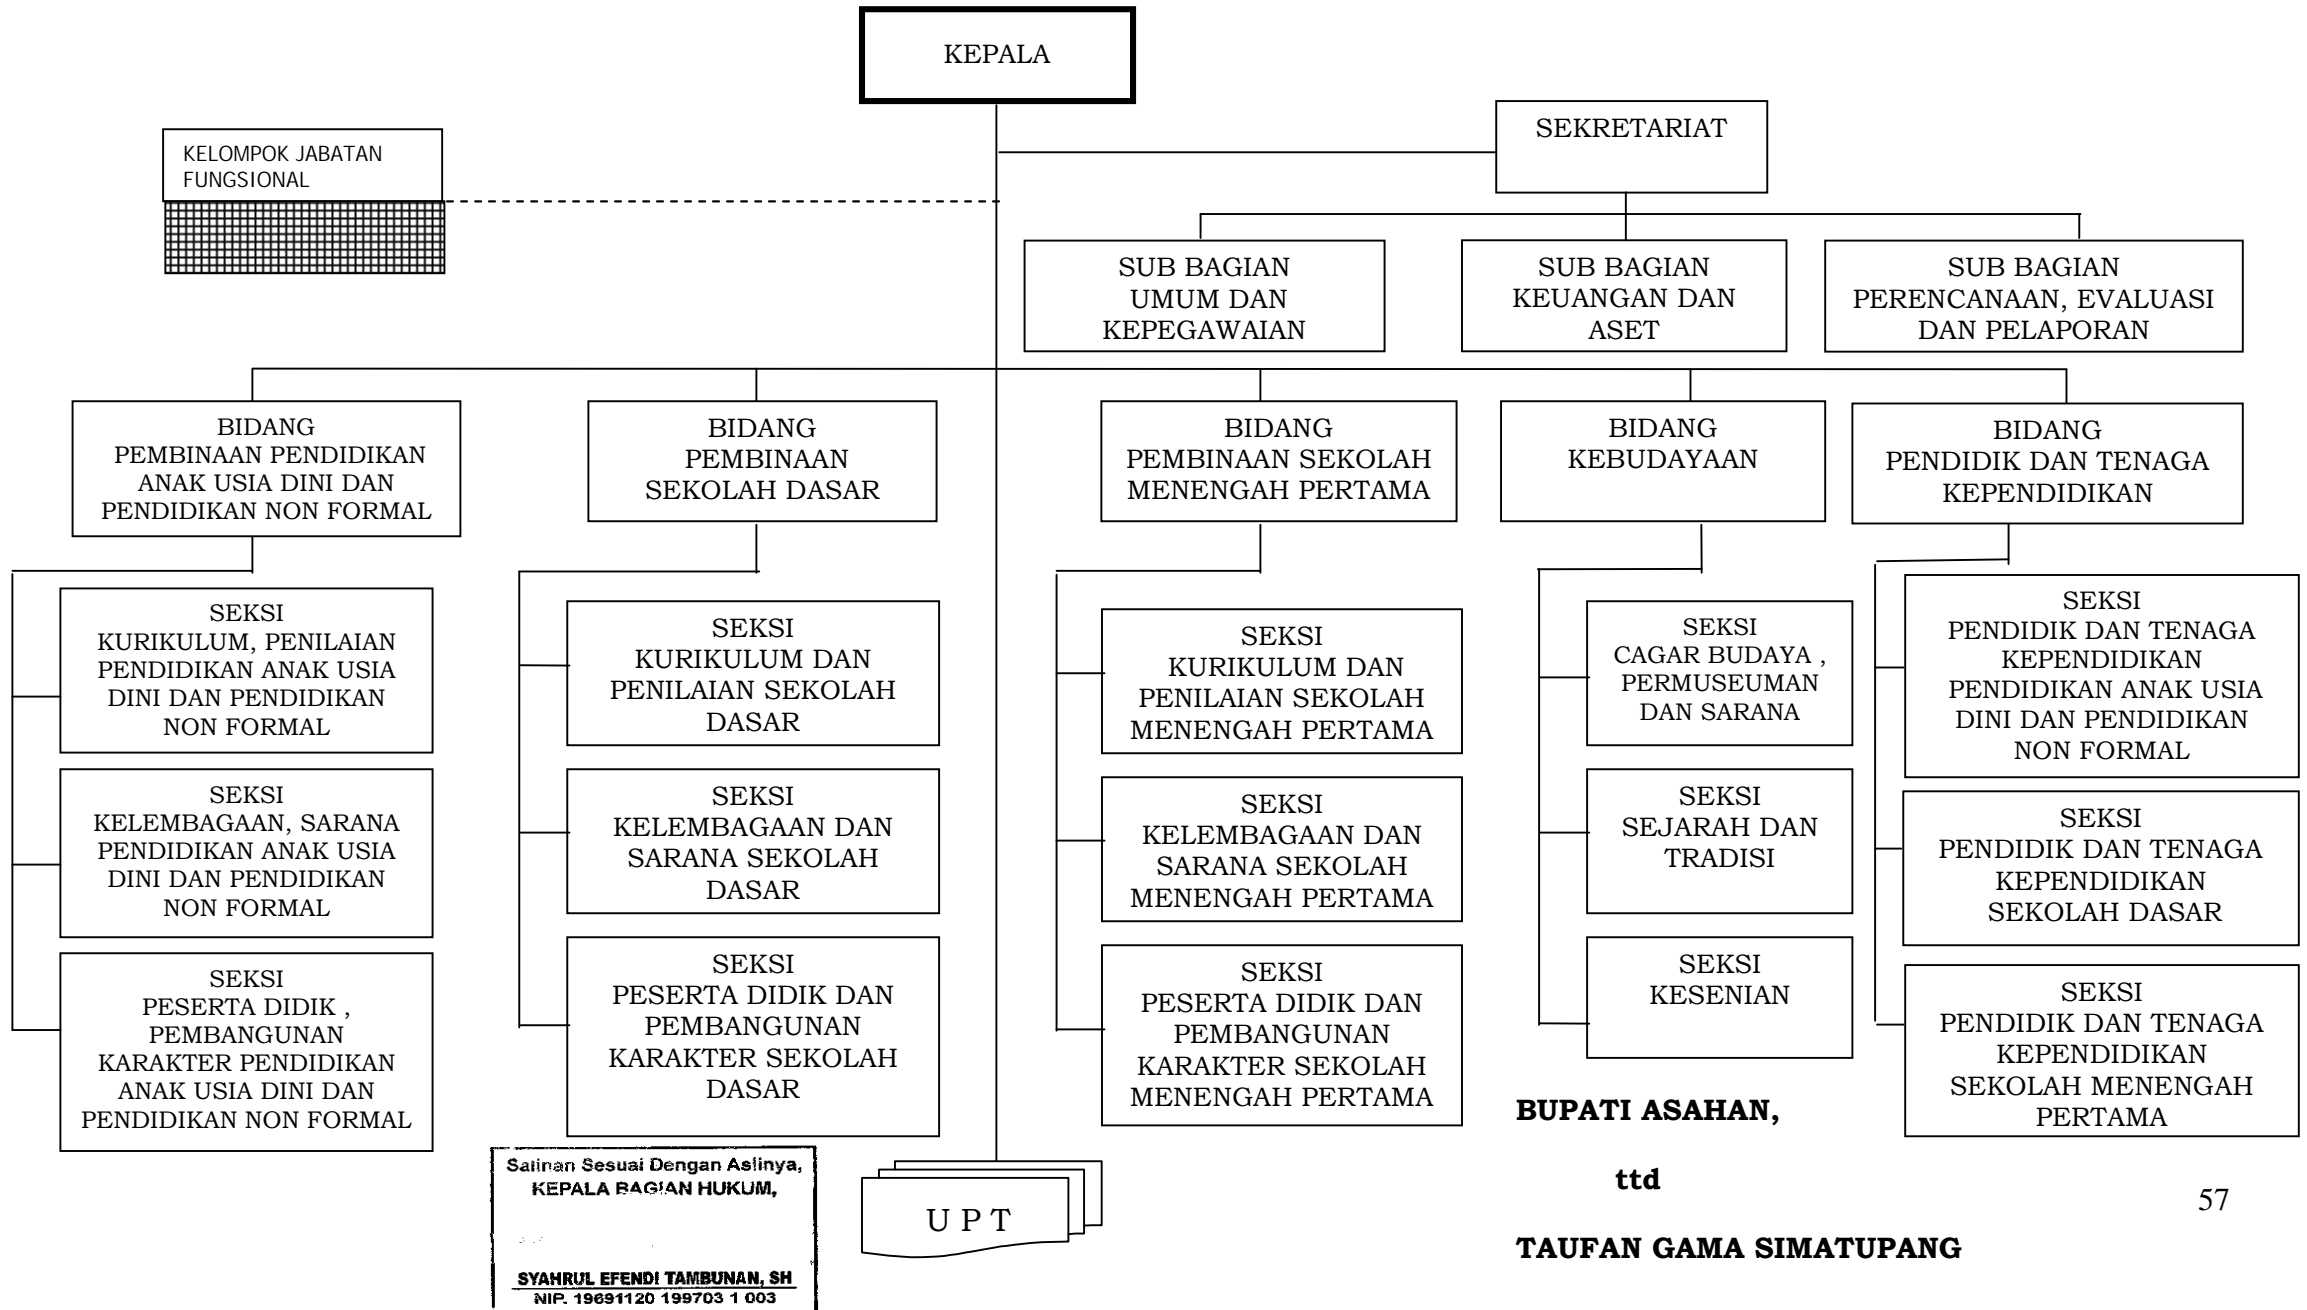 KEPALA
SEKRETARIAT
KELOMPOK JABATAN
FUNGSIONAL
SUB BAGIAN
UMUM DAN
KEPEGAWAIAN
SUB BAGIAN
KEUANGAN DAN
ASET
SUB BAGIAN
PERENCANAAN, EVALUASI
DAN PELAPORAN
BIDANG
PEMBINAAN PENDIDIKAN
ANAK USIA DINI DAN
PENDIDIKAN NON FORMAL
BIDANG
PEMBINAAN
SEKOLAH DASAR
BIDANG
PEMBINAAN SEKOLAH
MENENGAH PERTAMA
BIDANG
KEBUDAYAAN
BIDANG
PENDIDIK DAN TENAGA
KEPENDIDIKAN
SEKSI
KURIKULUM, PENILAIAN
PENDIDIKAN ANAK USIA
DINI DAN PENDIDIKAN
NON FORMAL
SEKSI
KURIKULUM DAN
PENILAIAN SEKOLAH
DASAR
SEKSI
KURIKULUM DAN
PENILAIAN SEKOLAH
MENENGAH PERTAMA
SEKSI
CAGAR BUDAYA ,
PERMUSEUMAN
DAN SARANA
SEKSI
PENDIDIK DAN TENAGA
KEPENDIDIKAN
PENDIDIKAN ANAK USIA
DINI DAN PENDIDIKAN
NON FORMAL
SEKSI
KELEMBAGAAN, SARANA
PENDIDIKAN ANAK USIA
DINI DAN PENDIDIKAN
NON FORMAL
SEKSI
KELEMBAGAAN DAN
SARANA SEKOLAH
DASAR
SEKSI
KELEMBAGAAN DAN
SARANA SEKOLAH
MENENGAH PERTAMA
SEKSI
SEJARAH DAN
TRADISI
SEKSI
PENDIDIK DAN TENAGA
KEPENDIDIKAN
SEKOLAH DASAR
SEKSI
PESERTA DIDIK ,
PEMBANGUNAN
KARAKTER PENDIDIKAN
ANAK USIA DINI DAN
PENDIDIKAN NON FORMAL
SEKSI
PESERTA DIDIK DAN
PEMBANGUNAN
KARAKTER SEKOLAH
DASAR
SEKSI
PESERTA DIDIK DAN
PEMBANGUNAN
KARAKTER SEKOLAH
MENENGAH PERTAMA
SEKSI
KESENIAN
SEKSI
PENDIDIK DAN TENAGA
KEPENDIDIKAN
SEKOLAH MENENGAH
PERTAMA
Salinan Sesuai Dengan Aslinya,
KEPALA BAGIAN HUKUM,
SYAHRUL EFENDI TAMBUNAN, SH
NIP. 19691120 199703 1 003
U P T
BUPATI ASAHAN,
ttd
TAUFAN GAMA SIMATUPANG
57